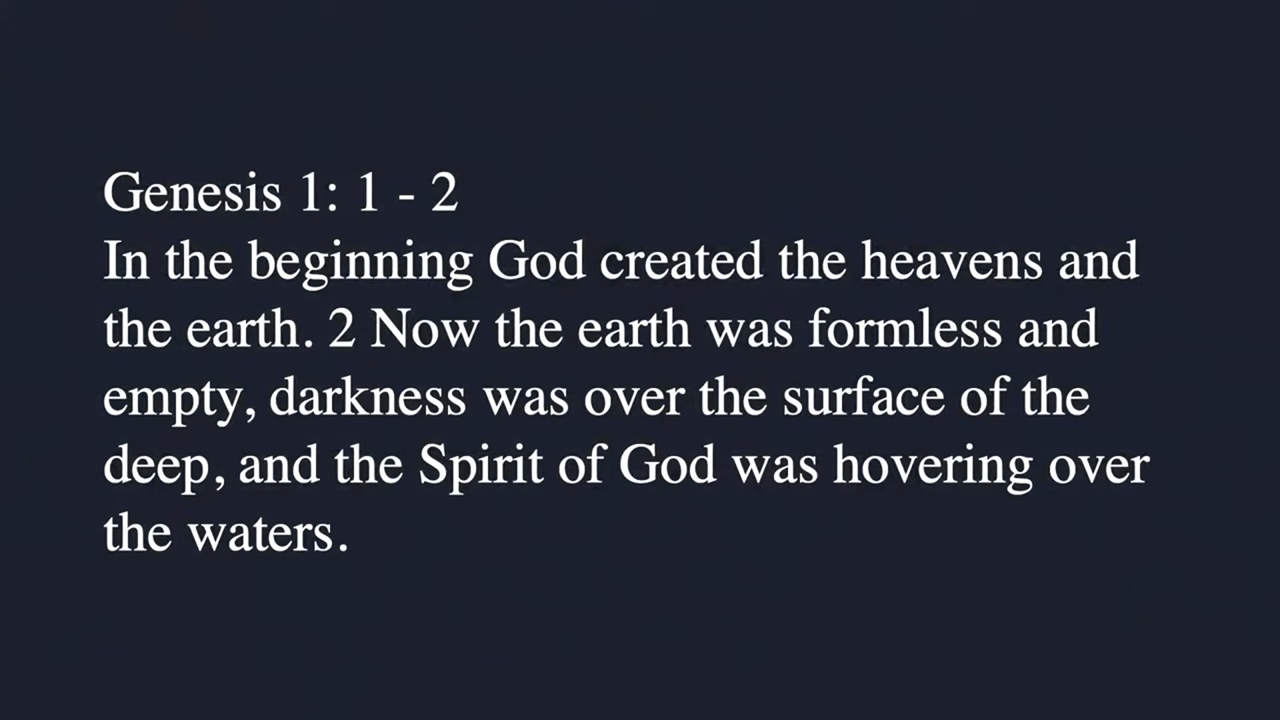 Genesis 1: 1 - 2
In the beginning God created the heavens and
the earth. 2 Now the earth was formless and
empty, darkness was over the surface of the
deep, and the Spirit of God was hovering over
the waters.